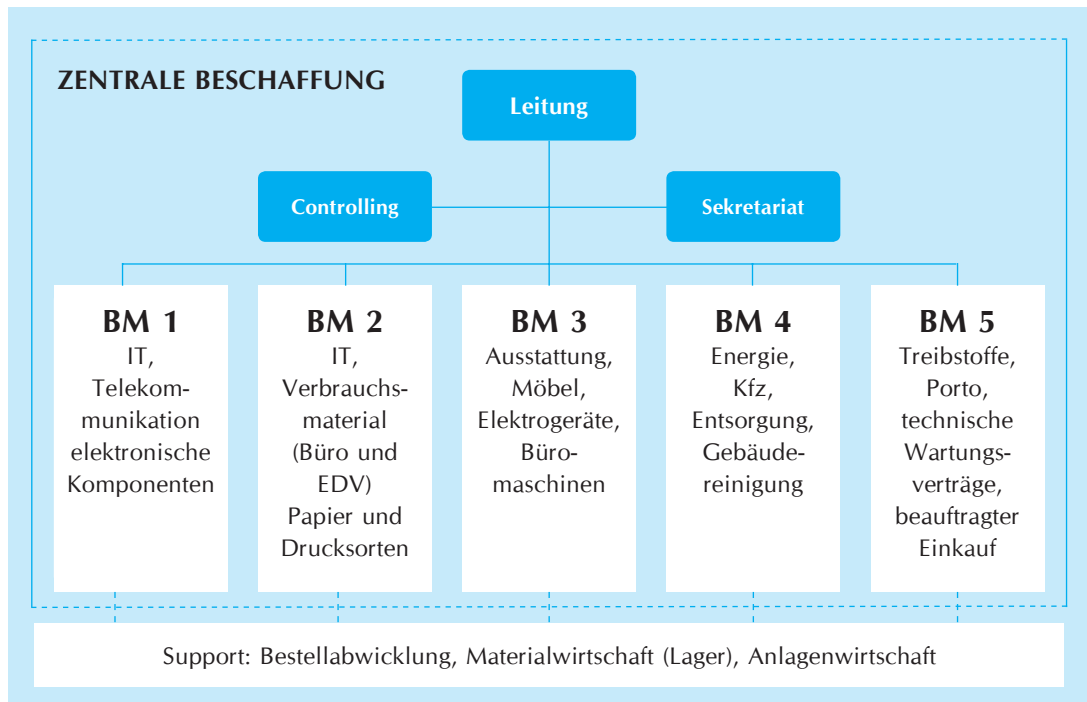 ZENTRALE BESCHAFFUNG
Leitung
Controlling
Sekretariat
BM 1
IT,
Telekom-
munikation
elektronische
Komponenten
BM 2
IT,
Verbrauchs-
material
(Büro und
EDV)
Papier und
Drucksorten
BM 3
Ausstattung,
Möbel,
Elektrogeräte,
Büro-
maschinen
BM 4
Energie,
Kfz,
Entsorgung,
Gebäude-
reinigung
BM 5
Treibstoffe,
Porto,
technische
Wartungs-
verträge,
beauftragter
Einkauf
Support: Bestellabwicklung, Materialwirtschaft (Lager), Anlagenwirtschaft